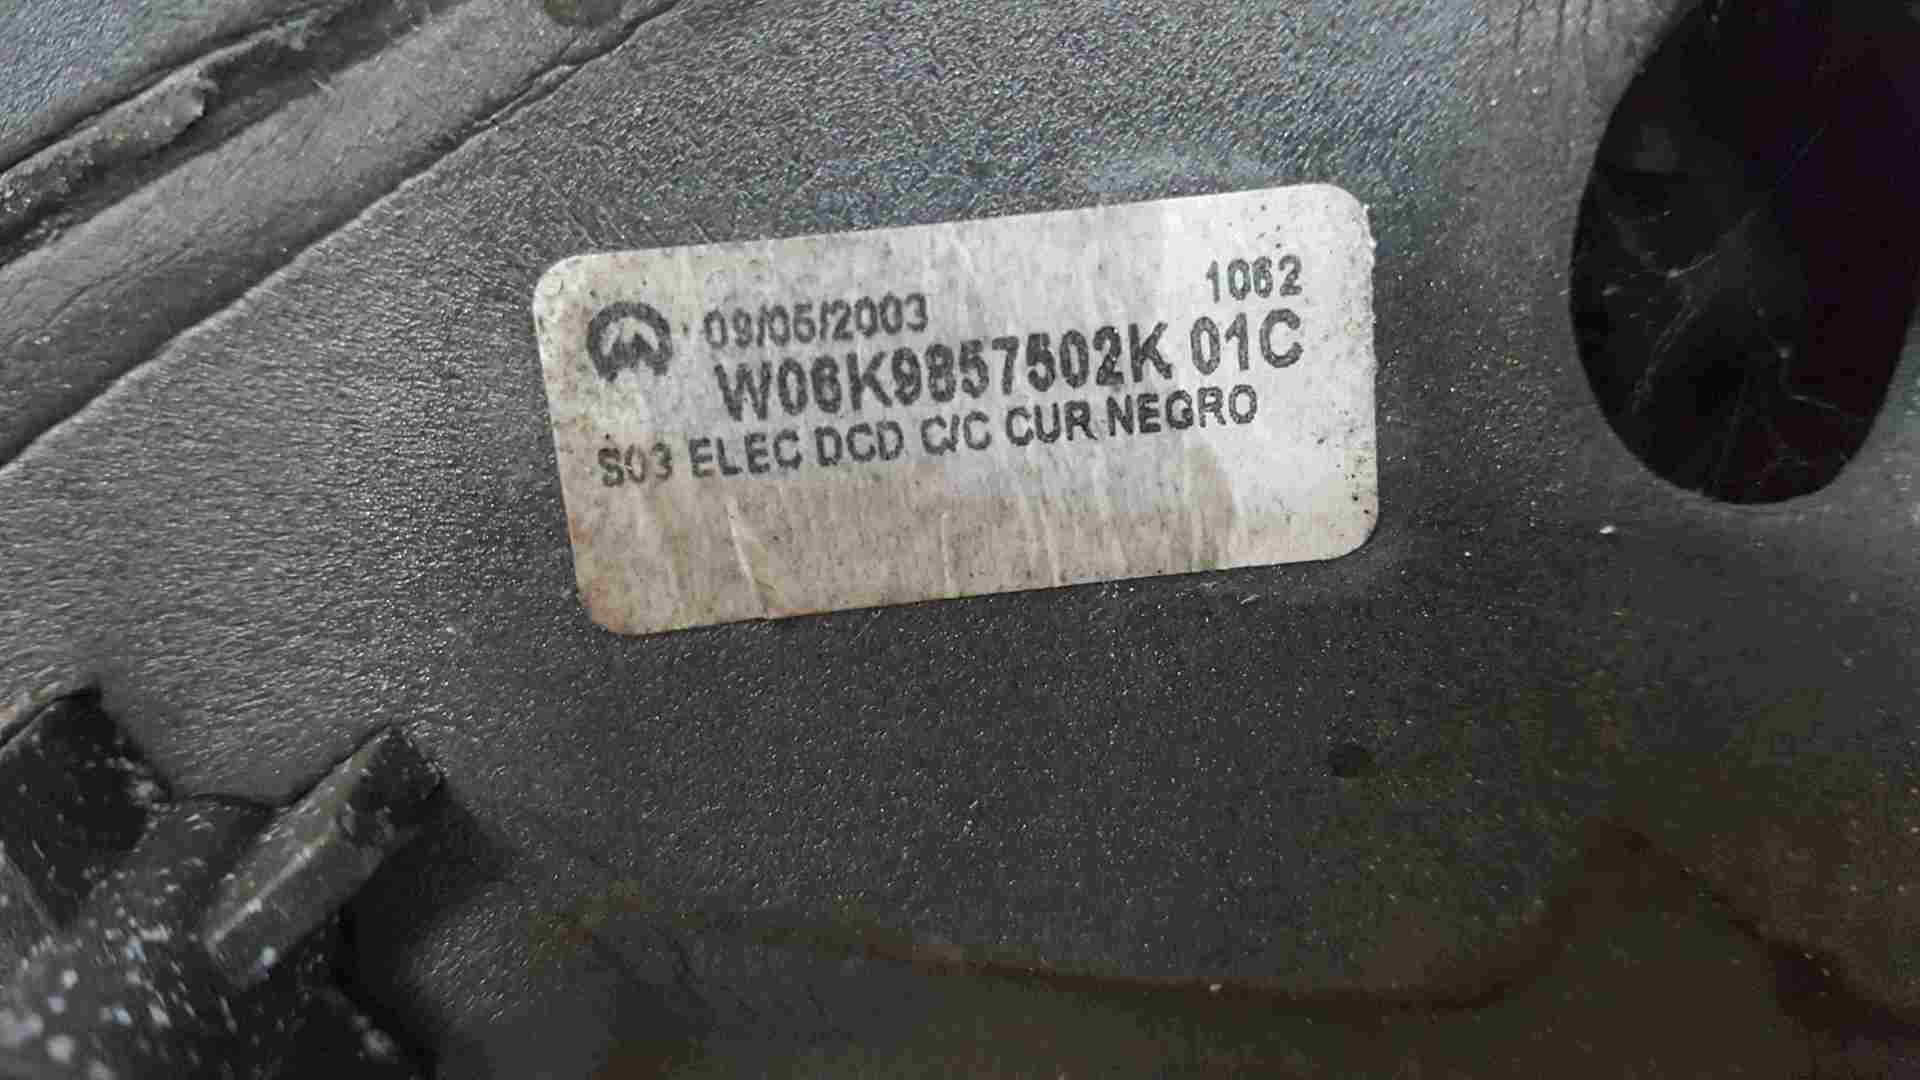 1062
09/05/2003
W06K9857502K 01C
S03 ELEC DCD C/C CUR NEGRO